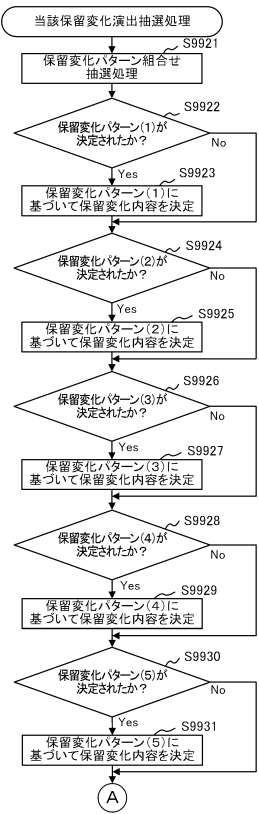 当該保留変化演出抽選処理
S9921
保留変化パターン組合せ
抽選処理
S9922
保留変化パターン(1)が
決定されたか?
No
Yes
S9923
保留変化パターン(1)に
基づいて保留変化内容を決定
S9924
保留変化パターン(2)が
決定されたか?
No
Yes
S9925
保留変化パターン(2)に
基づいて保留変化内容を決定
S9926
保留変化パターン(3)が
決定されたか?
No
Yes
S9927
保留変化パターン(3)に
基づいて保留変化内容を決定
S9928
保留変化パターン(4)が
決定されたか?
No
Yes
S9929
保留変化パターン(4)に
基づいて保留変化内容を決定
S9930
保留変化パターン(5)が
決定されたか?
No
Yes
S9931
保留変化パターン(5)に
基づいて保留変化内容を決定
A